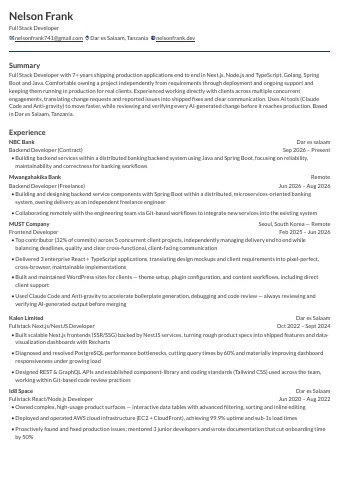 Nelson Frank
Full Stack Developer
nelsonfrank741@gmail.com Dar es Salaam, Tanzania nelsonfrank.dev
Summary
Full Stack Developer with 7+ years shipping production applications end to end in Next.js, Node.js and TypeScript, Golang, Spring
Boot and Java. Comfortable owning a project independently from requirements through deployment and ongoing support and
keeping them running in production for real clients. Experienced working directly with clients across multiple concurrent
engagements, translating change requests and reported issues into shipped fixes and clear communication. Uses AI tools (Claude
Code and Anti-gravity) to move faster, while reviewing and verifying every AI-generated change before it reaches production. Based
in Dar es Salaam, Tanzania.
Experience
NBC Bank Dar es salaam
Backend Developer (Contract) Sep 2026 – Present
• Building backend services within a distributed banking backend system using Java and Spring Boot, focusing on reliability,
maintainability and correctness for banking workflows
Mwangahakika Bank Remote
Backend Developer (Freelance) Jun 2026 – Aug 2026
• Building and designing backend service components with Spring Boot within a distributed, microservices-oriented banking
system, owning delivery as an independent freelance engineer
• Collaborating remotely with the engineering team via Git-based workflows to integrate new services into the existing system
MUST Company Seoul, South Korea — Remote
Frontend Developer Feb 2025 – Jun 2026
• Top contributor (32% of commits) across 5 concurrent client projects, independently managing delivery end to end while
balancing deadlines, quality and clear cross-functional, client-facing communication
• Delivered 3 enterprise React + TypeScript applications, translating design mockups and client requirements into pixel-perfect,
cross-browser, maintainable implementations
• Built and maintained WordPress sites for clients — theme setup, plugin configuration, and content workflows, including direct
client support
• Used Claude Code and Anti-gravity to accelerate boilerplate generation, debugging and code review — always reviewing and
verifying AI-generated output before merging
Kalen Limited Dar es Salaam
Fullstack Next.js/NestJS Developer Oct 2022 – Sept 2024
• Built scalable Next.js frontends (SSR/SSG) backed by NestJS services, turning rough product specs into shipped features and data-
visualization dashboards with Recharts
• Diagnosed and resolved PostgreSQL performance bottlenecks, cutting query times by 60% and materially improving dashboard
responsiveness under growing load
• Designed REST & GraphQL APIs and established component-library and coding standards (Tailwind CSS) used across the team,
working within Git-based code review practices
Id8 Space Dar es Salaam
Fullstack React/Node.js Developer Jun 2020 – Aug 2022
• Owned complex, high-usage product surfaces — interactive data tables with advanced filtering, sorting and inline editing
• Deployed and operated AWS cloud infrastructure (EC2 + CloudFront), achieving 99.9% uptime and sub-1s load times
• Proactively found and fixed production issues; mentored 3 junior developers and wrote documentation that cut onboarding time
by 50%